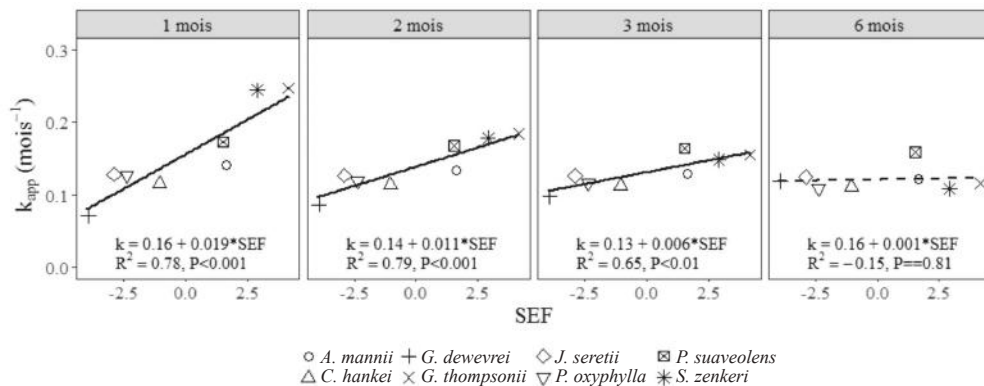 1 mois
2 mois
3 mois
6 mois
k_app (mois⁻¹)
0.3
0.2
0.1
0.0
k = 0.16 + 0.019*SEF
R² = 0.78, P<0.001
k = 0.14 + 0.011*SEF
R² = 0.79, P<0.001
k = 0.13 + 0.006*SEF
R² = 0.65, P<0.01
k = 0.16 + 0.001*SEF
R² = −0.15, P==0.81
-2.5 0.0 2.5
-2.5 0.0 2.5
-2.5 0.0 2.5
-2.5 0.0 2.5
SEF
A. mannii G. dewevrei J. seretii P. suaveolens
C. hankei G. thompsonii P. oxyphylla S. zenkeri